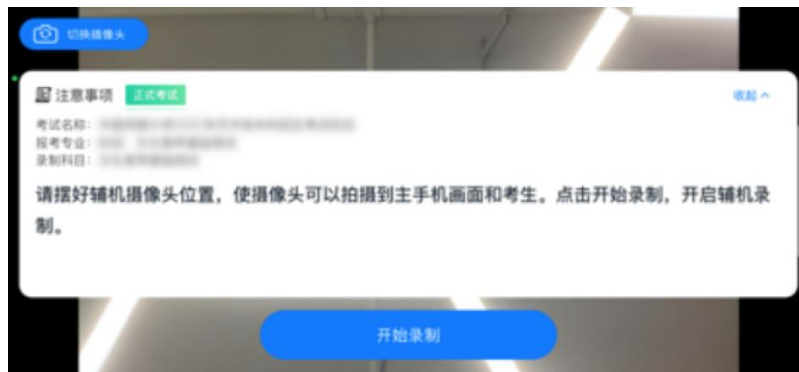 切换摄像头
注意事项 正式考试 收起
考试名称：
报考专业：
录制科目：
请摆好辅机摄像头位置，使摄像头可以拍摄到主手机画面和考生。点击开始录制，开启辅机录
制。
开始录制